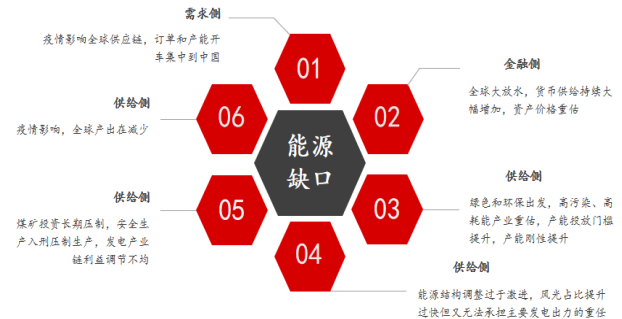 需求侧
疫情影响全球供应链，订单和产能开
车集中到中国
01
金融侧
全球大放水，货币供给持续大
幅增加，资产价格重估
02
供给侧
绿色和环保出发，高污染、高
耗能产业重估，产能投放门槛
提升，产能刚性提升
03
供给侧
能源结构调整过于激进，风光占比提升
过快但又无法承担主要发电出力的重任
04
供给侧
煤矿投资长期压制，安全生
产入刑压制生产，发电产业
链利益调节不均
05
供给侧
疫情影响，全球产出在减少
06
能源
缺口